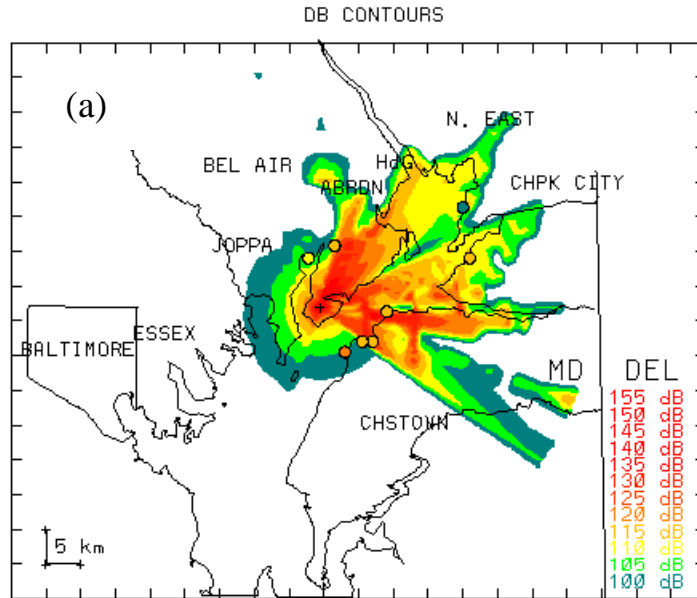 DB CONTOURS
(a)
N. EAST
BEL AIR
HdG
ABRDN
CHPK CITY
JOPPA
ESSEX
BALTIMORE
MD DEL
CHSTOWN
155 dB
150 dB
145 dB
140 dB
135 dB
130 dB
125 dB
120 dB
115 dB
110 dB
105 dB
100 dB
5 km